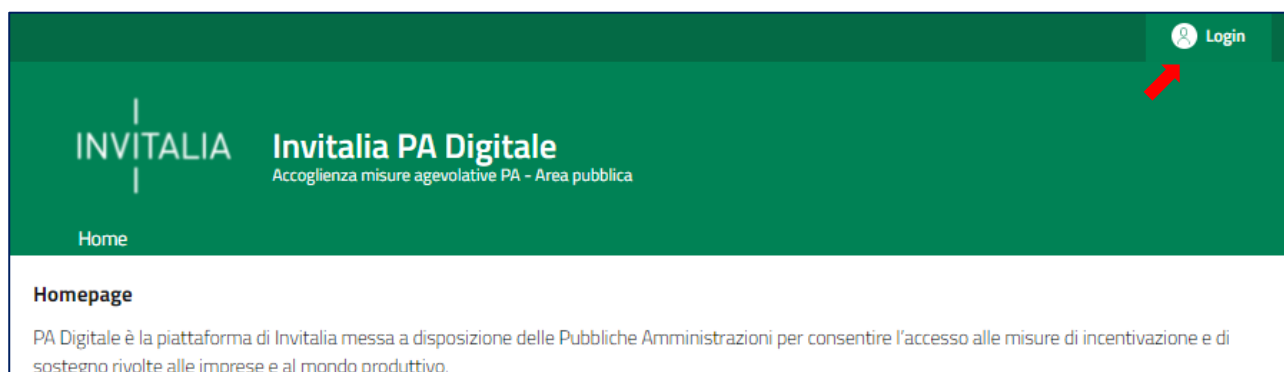 Login
INVITALIA
Invitalia PA Digitale
Accoglienza misure agevolative PA - Area pubblica
Home
Homepage
PA Digitale è la piattaforma di Invitalia messa a disposizione delle Pubbliche Amministrazioni per consentire l'accesso alle misure di incentivazione e di
sostegno rivolte alle imprese e al mondo produttivo.